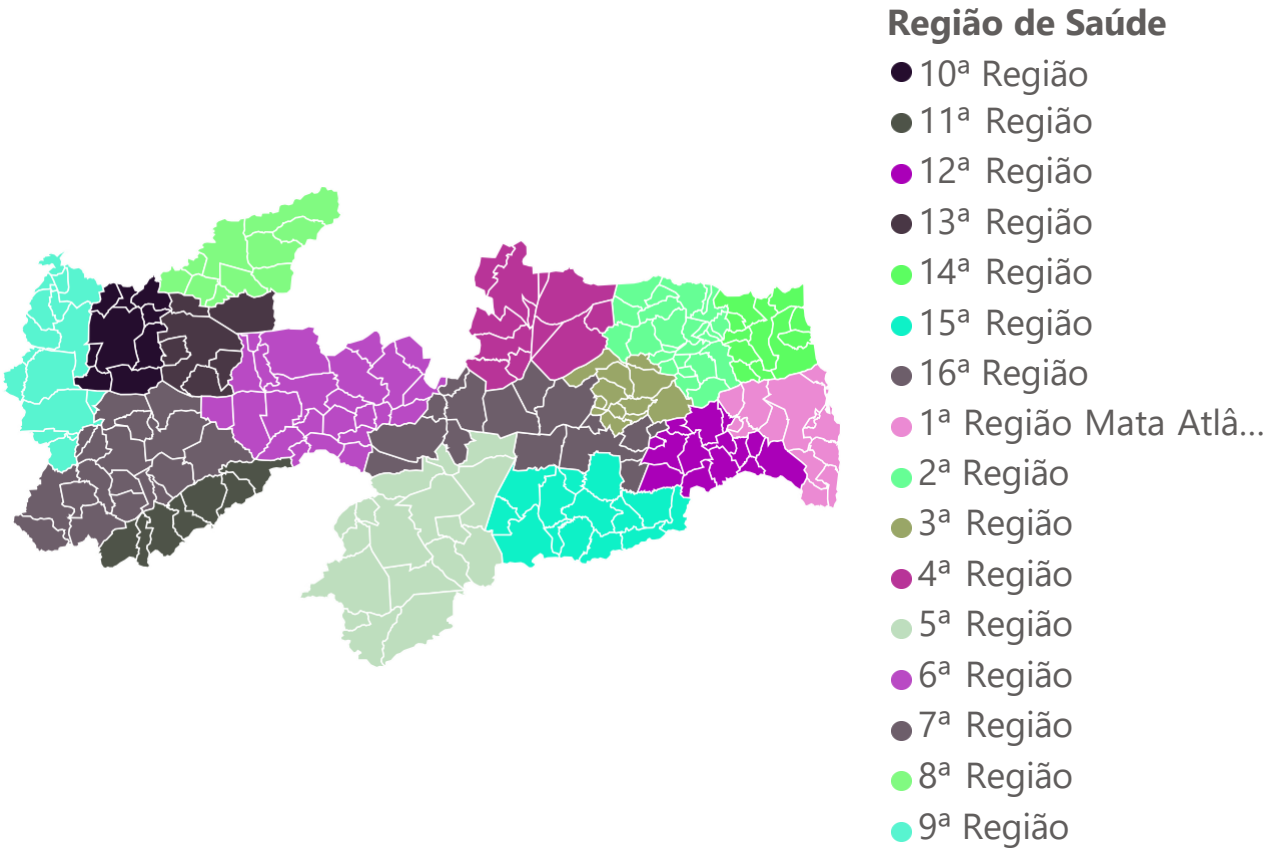 Região de Saúde
10ª Região
11ª Região
12ª Região
13ª Região
14ª Região
15ª Região
16ª Região
1ª Região Mata Atlâ...
2ª Região
3ª Região
4ª Região
5ª Região
6ª Região
7ª Região
8ª Região
9ª Região